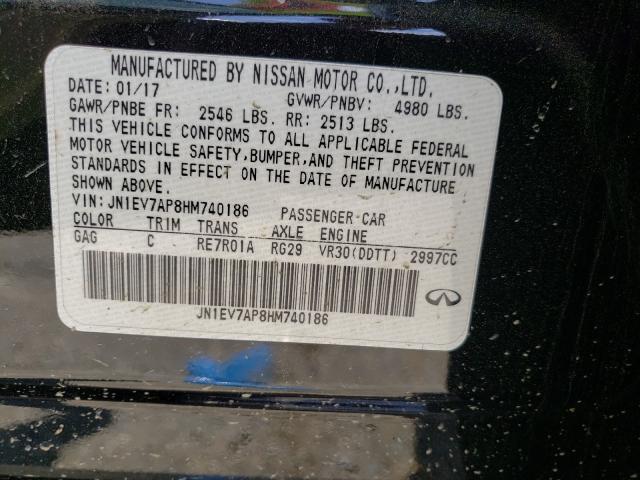 MANUFACTURED BY NISSAN MOTOR CO.,LTD.
DATE: 01/17 GVWR/PNBV: 4980 LBS.
GAWR/PNBE FR: 2546 LBS. RR: 2513 LBS.
THIS VEHICLE CONFORMS TO ALL APPLICABLE FEDERAL
MOTOR VEHICLE SAFETY,BUMPER,AND THEFT PREVENTION
STANDARDS IN EFFECT ON THE DATE OF MANUFACTURE
SHOWN ABOVE.
VIN: JN1EV7AP8HM740186 PASSENGER CAR
COLOR TRIM TRANS AXLE ENGINE
GAG C RE7R01A RG29 VR30(DDTT) 2997CC
JN1EV7AP8HM740186